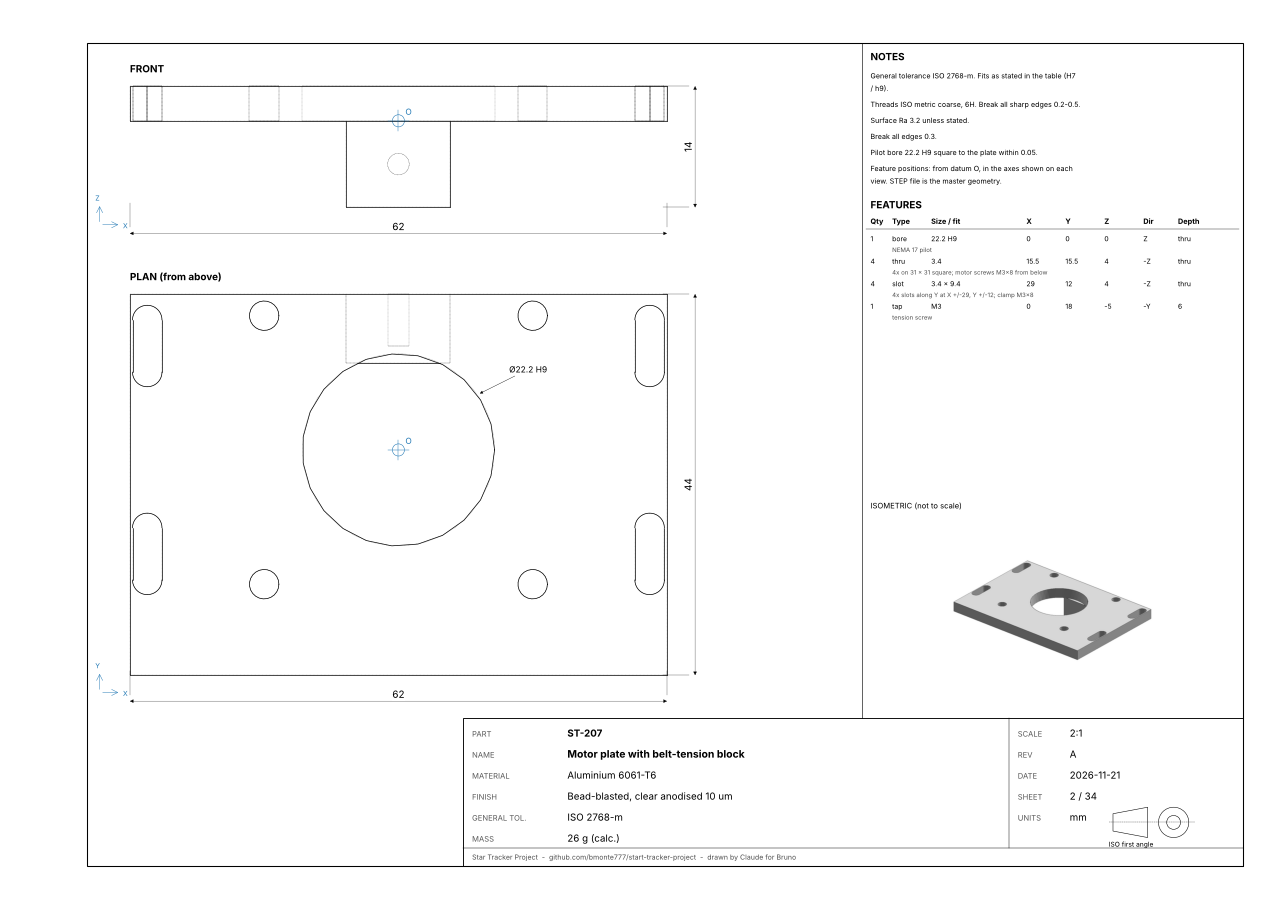 FRONT
O
14
Z
X
62
PLAN (from above)
Ø22.2 H9
O
44
Y
X
62
NOTES
General tolerance ISO 2768-m. Fits as stated in the table (H7
/ h9).
Threads ISO metric coarse, 6H. Break all sharp edges 0.2-0.5.
Surface Ra 3.2 unless stated.
Break all edges 0.3.
Pilot bore 22.2 H9 square to the plate within 0.05.
Feature positions: from datum O, in the axes shown on each
view. STEP file is the master geometry.
FEATURES
Qty Type Size / fit X Y Z Dir Depth
1 bore 22.2 H9 0 0 0 Z thru
NEMA 17 pilot
4 thru 3.4 15.5 15.5 4 -Z thru
4x on 31 × 31 square; motor screws M3×8 from below
4 slot 3.4 × 9.4 29 12 4 -Z thru
4x slots along Y at X +/-29, Y +/-12; clamp M3×8
1 tap M3 0 18 -5 -Y 6
tension screw
ISOMETRIC (not to scale)
PART ST-207
NAME Motor plate with belt-tension block
MATERIAL Aluminium 6061-T6
FINISH Bead-blasted, clear anodised 10 um
GENERAL TOL. ISO 2768-m
MASS 26 g (calc.)
SCALE 2:1
REV A
DATE 2026-11-21
SHEET 2 / 34
UNITS mm
ISO first angle
Star Tracker Project - github.com/bmonte777/start-tracker-project - drawn by Claude for Bruno